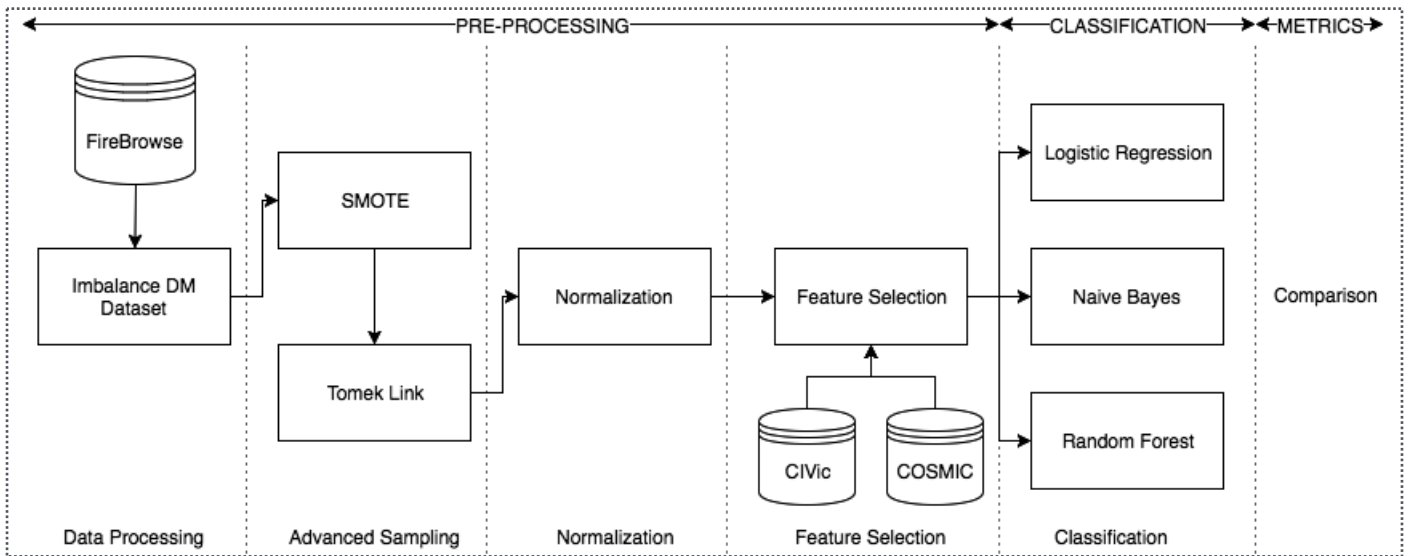 PRE-PROCESSING
CLASSIFICATION
METRICS
FireBrowse
Imbalance DM
Dataset
SMOTE
Tomek Link
Normalization
Feature Selection
CIVic
COSMIC
Logistic Regression
Naive Bayes
Random Forest
Comparison
Data Processing
Advanced Sampling
Normalization
Feature Selection
Classification